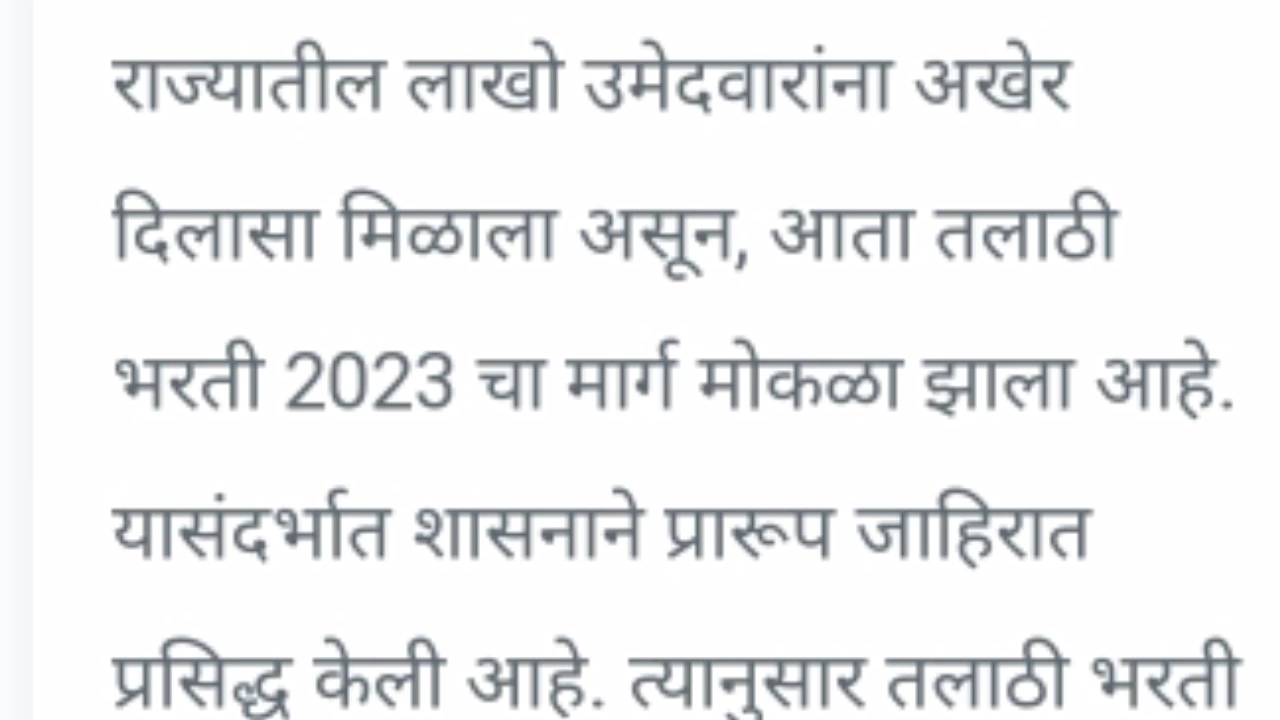 राज्यातील लाखो उमेदवारांना अखेर
दिलासा मिळाला असून, आता तलाठी
भरती 2023 चा मार्ग मोकळा झाला आहे.
यासंदर्भात शासनाने प्रारूप जाहिरात
प्रसिद्ध केली आहे. त्यानुसार तलाठी भरती